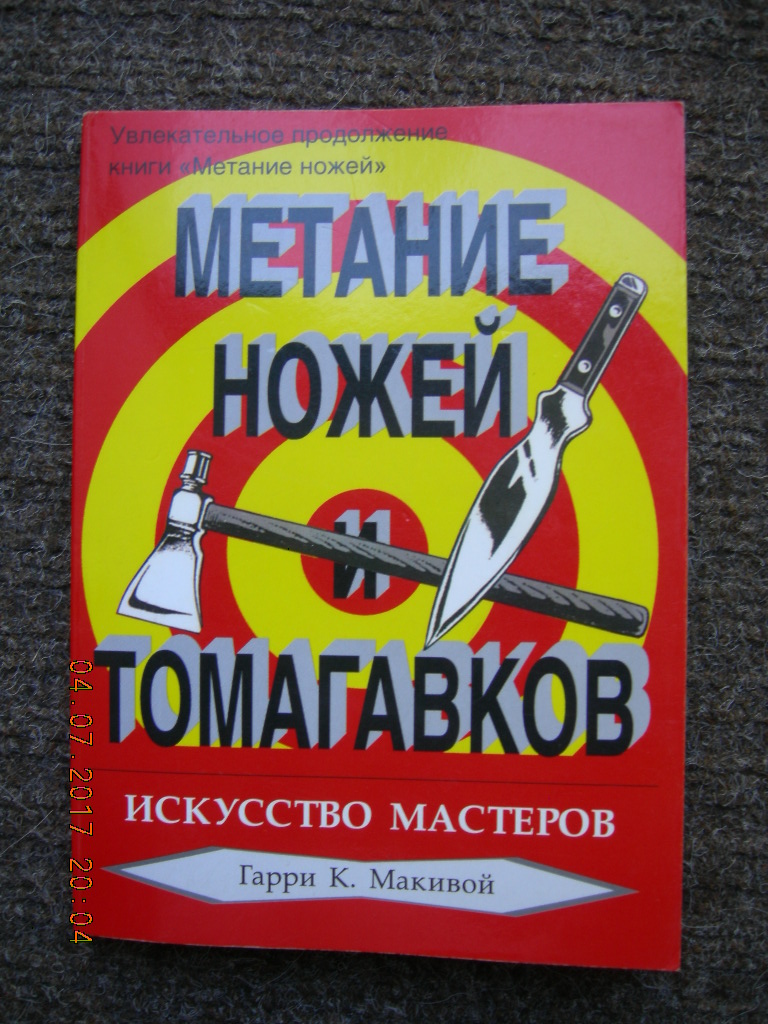 Увлекательное продолжение
книги «Метание ножей»
МЕТАНИЕ
НОЖЕЙ
И
ТОМАГАВКОВ
ИСКУССТВО МАСТЕРОВ
Гарри К. Макивой
04.07.2017 20:04